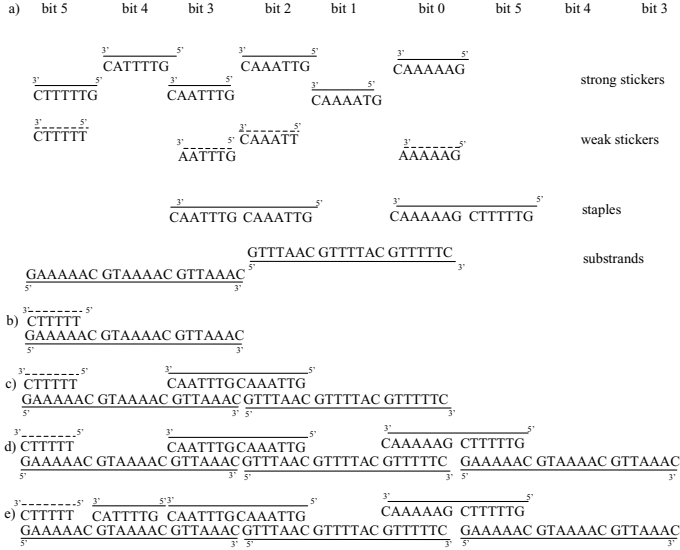 a) bit 5 bit 4 bit 3 bit 2 bit 1 bit 0 bit 5 bit 4 bit 3
3' 5' 3' 5' 3' 5'
CATTTTG CAAATTG CAAAAAG
3' 5' 3' 5' 3' 5' strong stickers
CTTTTTG CAATTTG CAAAATG
3' 5' 3' 5' 3' 5' 3' 5'
CTTTTT CAAATT weak stickers
AATTTG AAAAAG
3' 5' 3' 5'
CAATTTG CAAATTG CAAAAAG CTTTTTG staples
GTTTAAC GTTTTAC GTTTTTC substrands
5' 3'
GAAAAAC GTAAAAC GTTAAAC
5' 3'
3' 5'
b) CTTTTT
GAAAAAC GTAAAAC GTTAAAC
5' 3'
3' 5' 3' 5'
c) CTTTTT CAATTTGCAAATTG
GAAAAAC GTAAAAC GTTAAAC GTTTAAC GTTTTAC GTTTTTC
5' 3' 5' 3'
3' 5' 3' 5' 3' 5'
CAAAAAG CTTTTTG
d) CTTTTT CAATTTGCAAATTG
GAAAAAC GTAAAAC GTTAAAC GTTTAAC GTTTTAC GTTTTTC GAAAAAC GTAAAAC GTTAAAC
5' 3' 5' 3' 5' 3'
3' 5' 3' 5' 3' 5' 3' 5'
CAAAAAG CTTTTTG
e) CTTTTT CATTTTG CAATTTGCAAATTG
GAAAAAC GTAAAAC GTTAAAC GTTTAAC GTTTTAC GTTTTTC GAAAAAC GTAAAAC GTTAAAC
5' 3' 5' 3' 5' 3'